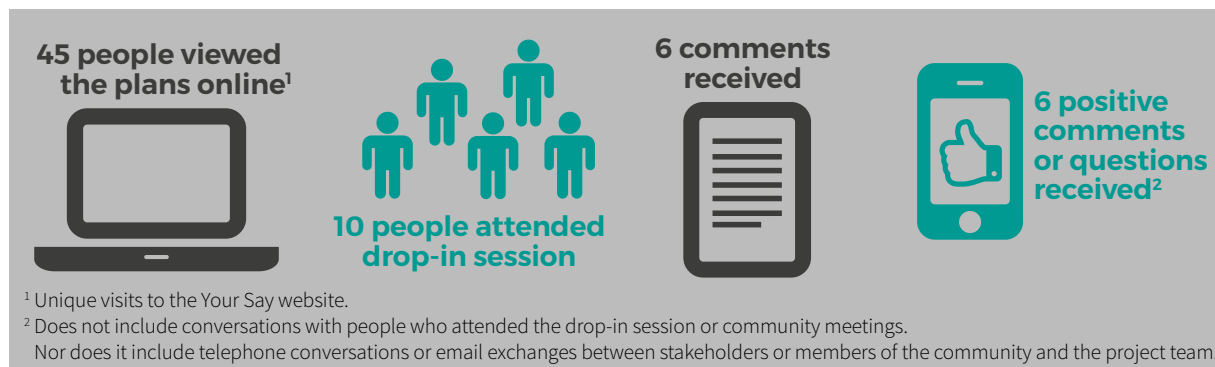 45 people viewed
the plans online¹
10 people attended
drop-in session
6 comments
received
6 positive
comments
or questions
received²
¹ Unique visits to the Your Say website.
² Does not include conversations with people who attended the drop-in session or community meetings.
Nor does it include telephone conversations or email exchanges between stakeholders or members of the community and the project team.